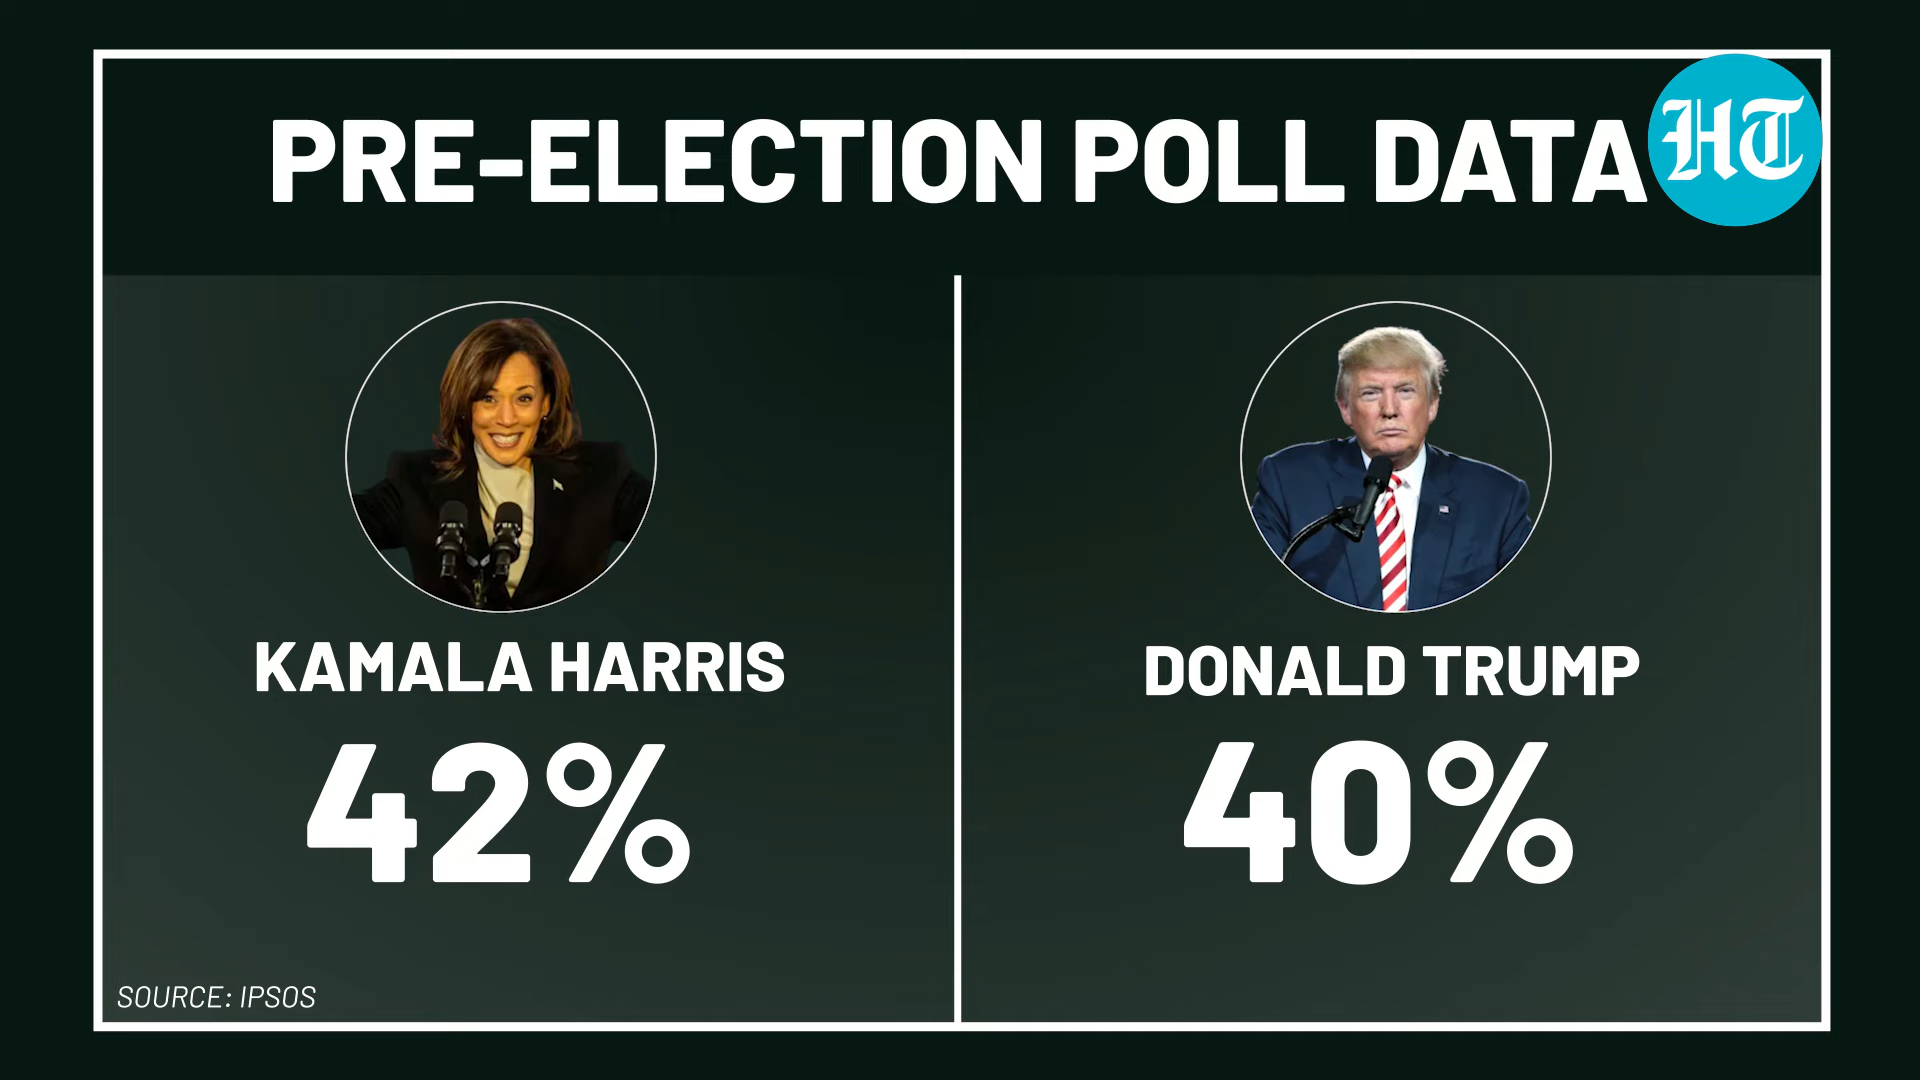 PRE-ELECTION POLL DATA
HT
KAMALA HARRIS
42%
DONALD TRUMP
40%
SOURCE: IPSOS